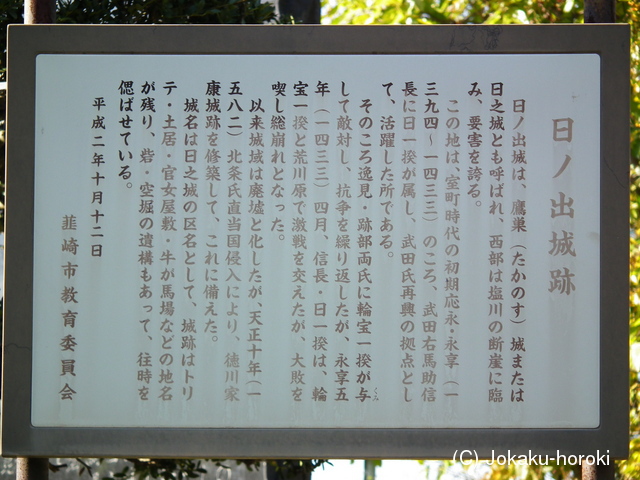 日ノ出城跡
日ノ出城は、鷹巣（たかのす）城または
日之城とも呼ばれ、西部は塩川の断崖に臨
み、要害を誇る。
この地は、室町時代の初期応永・永享（一
三九四～一四三三）のころ、武田右馬助信
長に日一揆が属し、武田氏再興の拠点とし
て、活躍した所である。
そのころ逸見・跡部両氏に輪宝一揆が与
くみ
して敵対し、抗争を繰り返したが、永享五
年（一四三三）四月、信長・日一揆は、輪
宝一揆と荒川原で激戦を交えたが、大敗を
喫し総崩れとなった。
以来城域は廃墟と化したが、天正十年（一
五八二）北条氏直当国侵入により、徳川家
康城跡を修築して、これに備えた。
城名は日之城の区名として、城跡はトリ
テ・土居・官女屋敷・牛が馬場などの地名
が残り、砦・空堀の遺構もあって、往時を
偲ばせている。
平成二年十月十二日
韮崎市教育委員会
(C) Jokaku-horoki